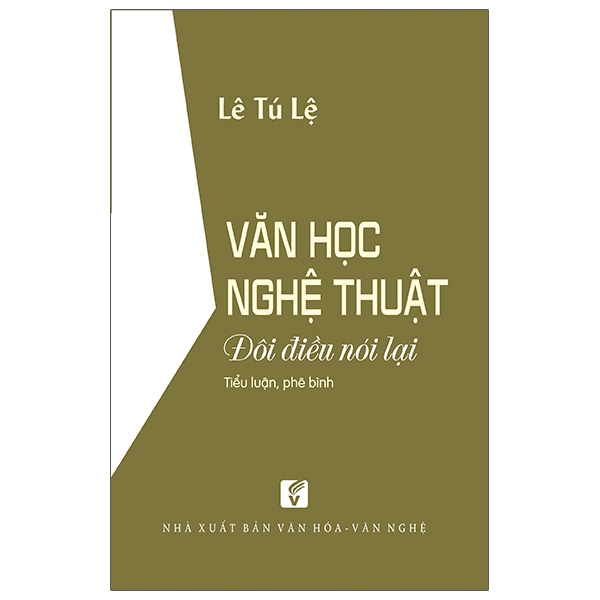 Lê Tú Lệ
VĂN HỌC
NGHỆ THUẬT
Đôi điều nói lại
Tiểu luận, phê bình
V
NHÀ XUẤT BẢN VĂN HÓA-VĂN NGHỆ